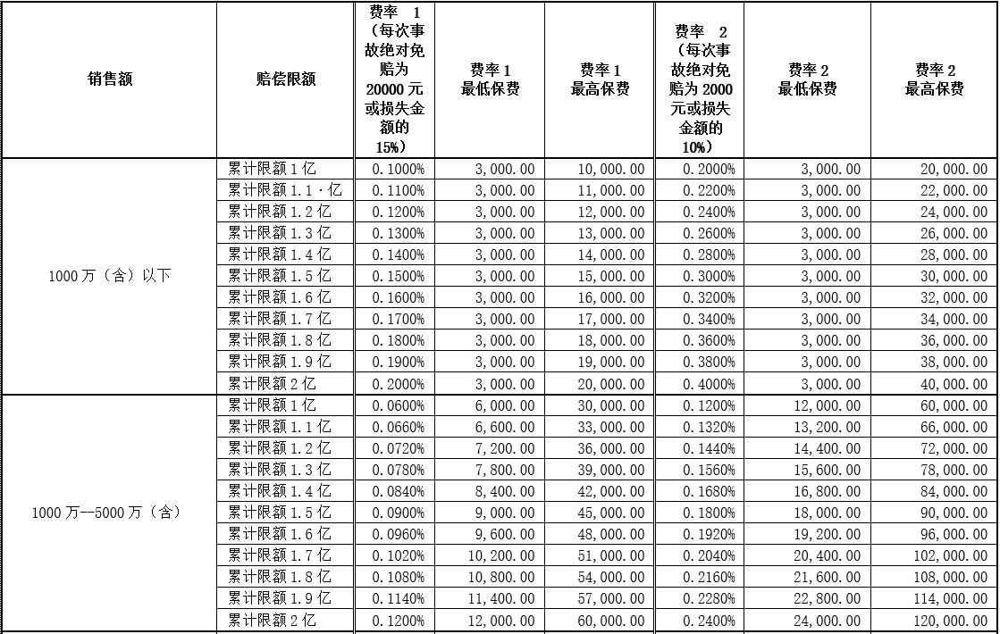 销售额 赔偿限额 费率 1（每次事故绝对免赔为20000元或损失金额的15%） 费率1最低保费 费率1最高保费 费率 2（每次事故绝对免赔为2000元或损失金额的10%） 费率2最低保费 费率2最高保费
1000万（含）以下
累计限额1亿 0.1000% 3,000.00 10,000.00 0.2000% 3,000.00 20,000.00
累计限额1.1·亿 0.1100% 3,000.00 11,000.00 0.2200% 3,000.00 22,000.00
累计限额1.2亿 0.1200% 3,000.00 12,000.00 0.2400% 3,000.00 24,000.00
累计限额1.3亿 0.1300% 3,000.00 13,000.00 0.2600% 3,000.00 26,000.00
累计限额1.4亿 0.1400% 3,000.00 14,000.00 0.2800% 3,000.00 28,000.00
累计限额1.5亿 0.1500% 3,000.00 15,000.00 0.3000% 3,000.00 30,000.00
累计限额1.6亿 0.1600% 3,000.00 16,000.00 0.3200% 3,000.00 32,000.00
累计限额1.7亿 0.1700% 3,000.00 17,000.00 0.3400% 3,000.00 34,000.00
累计限额1.8亿 0.1800% 3,000.00 18,000.00 0.3600% 3,000.00 36,000.00
累计限额1.9亿 0.1900% 3,000.00 19,000.00 0.3800% 3,000.00 38,000.00
累计限额2亿 0.2000% 3,000.00 20,000.00 0.4000% 3,000.00 40,000.00
1000万--5000万（含）
累计限额1亿 0.0600% 6,000.00 30,000.00 0.1200% 12,000.00 60,000.00
累计限额1.1亿 0.0660% 6,600.00 33,000.00 0.1320% 13,200.00 66,000.00
累计限额1.2亿 0.0720% 7,200.00 36,000.00 0.1440% 14,400.00 72,000.00
累计限额1.3亿 0.0780% 7,800.00 39,000.00 0.1560% 15,600.00 78,000.00
累计限额1.4亿 0.0840% 8,400.00 42,000.00 0.1680% 16,800.00 84,000.00
累计限额1.5亿 0.0900% 9,000.00 45,000.00 0.1800% 18,000.00 90,000.00
累计限额1.6亿 0.0960% 9,600.00 48,000.00 0.1920% 19,200.00 96,000.00
累计限额1.7亿 0.1020% 10,200.00 51,000.00 0.2040% 20,400.00 102,000.00
累计限额1.8亿 0.1080% 10,800.00 54,000.00 0.2160% 21,600.00 108,000.00
累计限额1.9亿 0.1140% 11,400.00 57,000.00 0.2280% 22,800.00 114,000.00
累计限额2亿 0.1200% 12,000.00 60,000.00 0.2400% 24,000.00 120,000.00